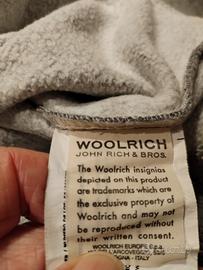 WOOLRICH
JOHN RICH & BROS.
The Woolrich insignias
depicted on this product
are trademarks which are
the exclusive property of
Woolrich and may not
be reproduced without
their written consent.
WOOLRICH EUROPE S.p.A.